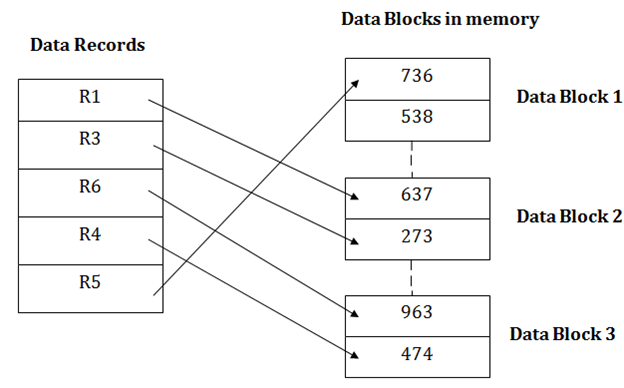 Data Records
R1
R3
R6
R4
R5
Data Blocks in memory
736
538
Data Block 1
637
273
Data Block 2
963
474
Data Block 3